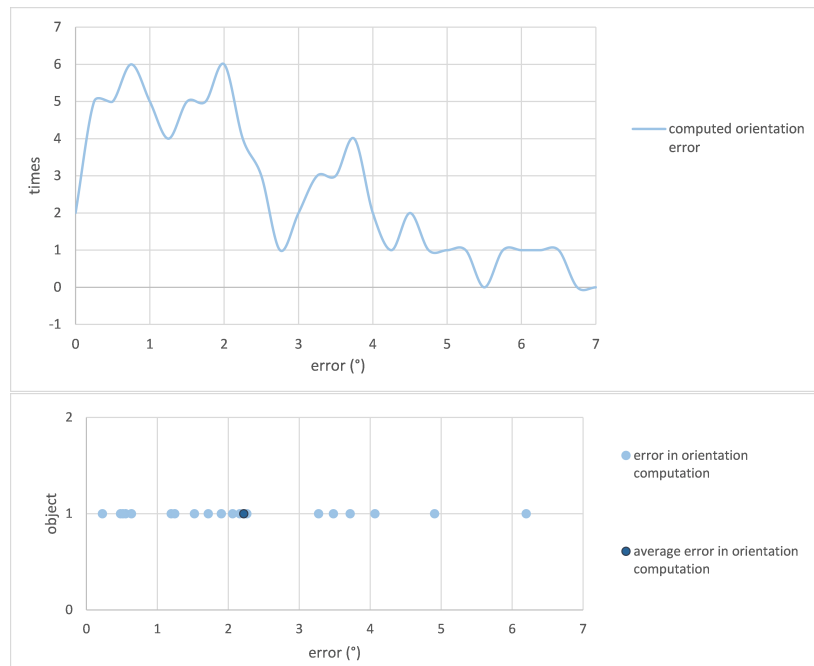 7
6
5
4
3
2
1
0
-1
times
0 1 2 3 4 5 6 7
error (°)
computed orientation
error
2
1
0
object
0 1 2 3 4 5 6 7
error (°)
error in orientation
computation
average error in orientation
computation